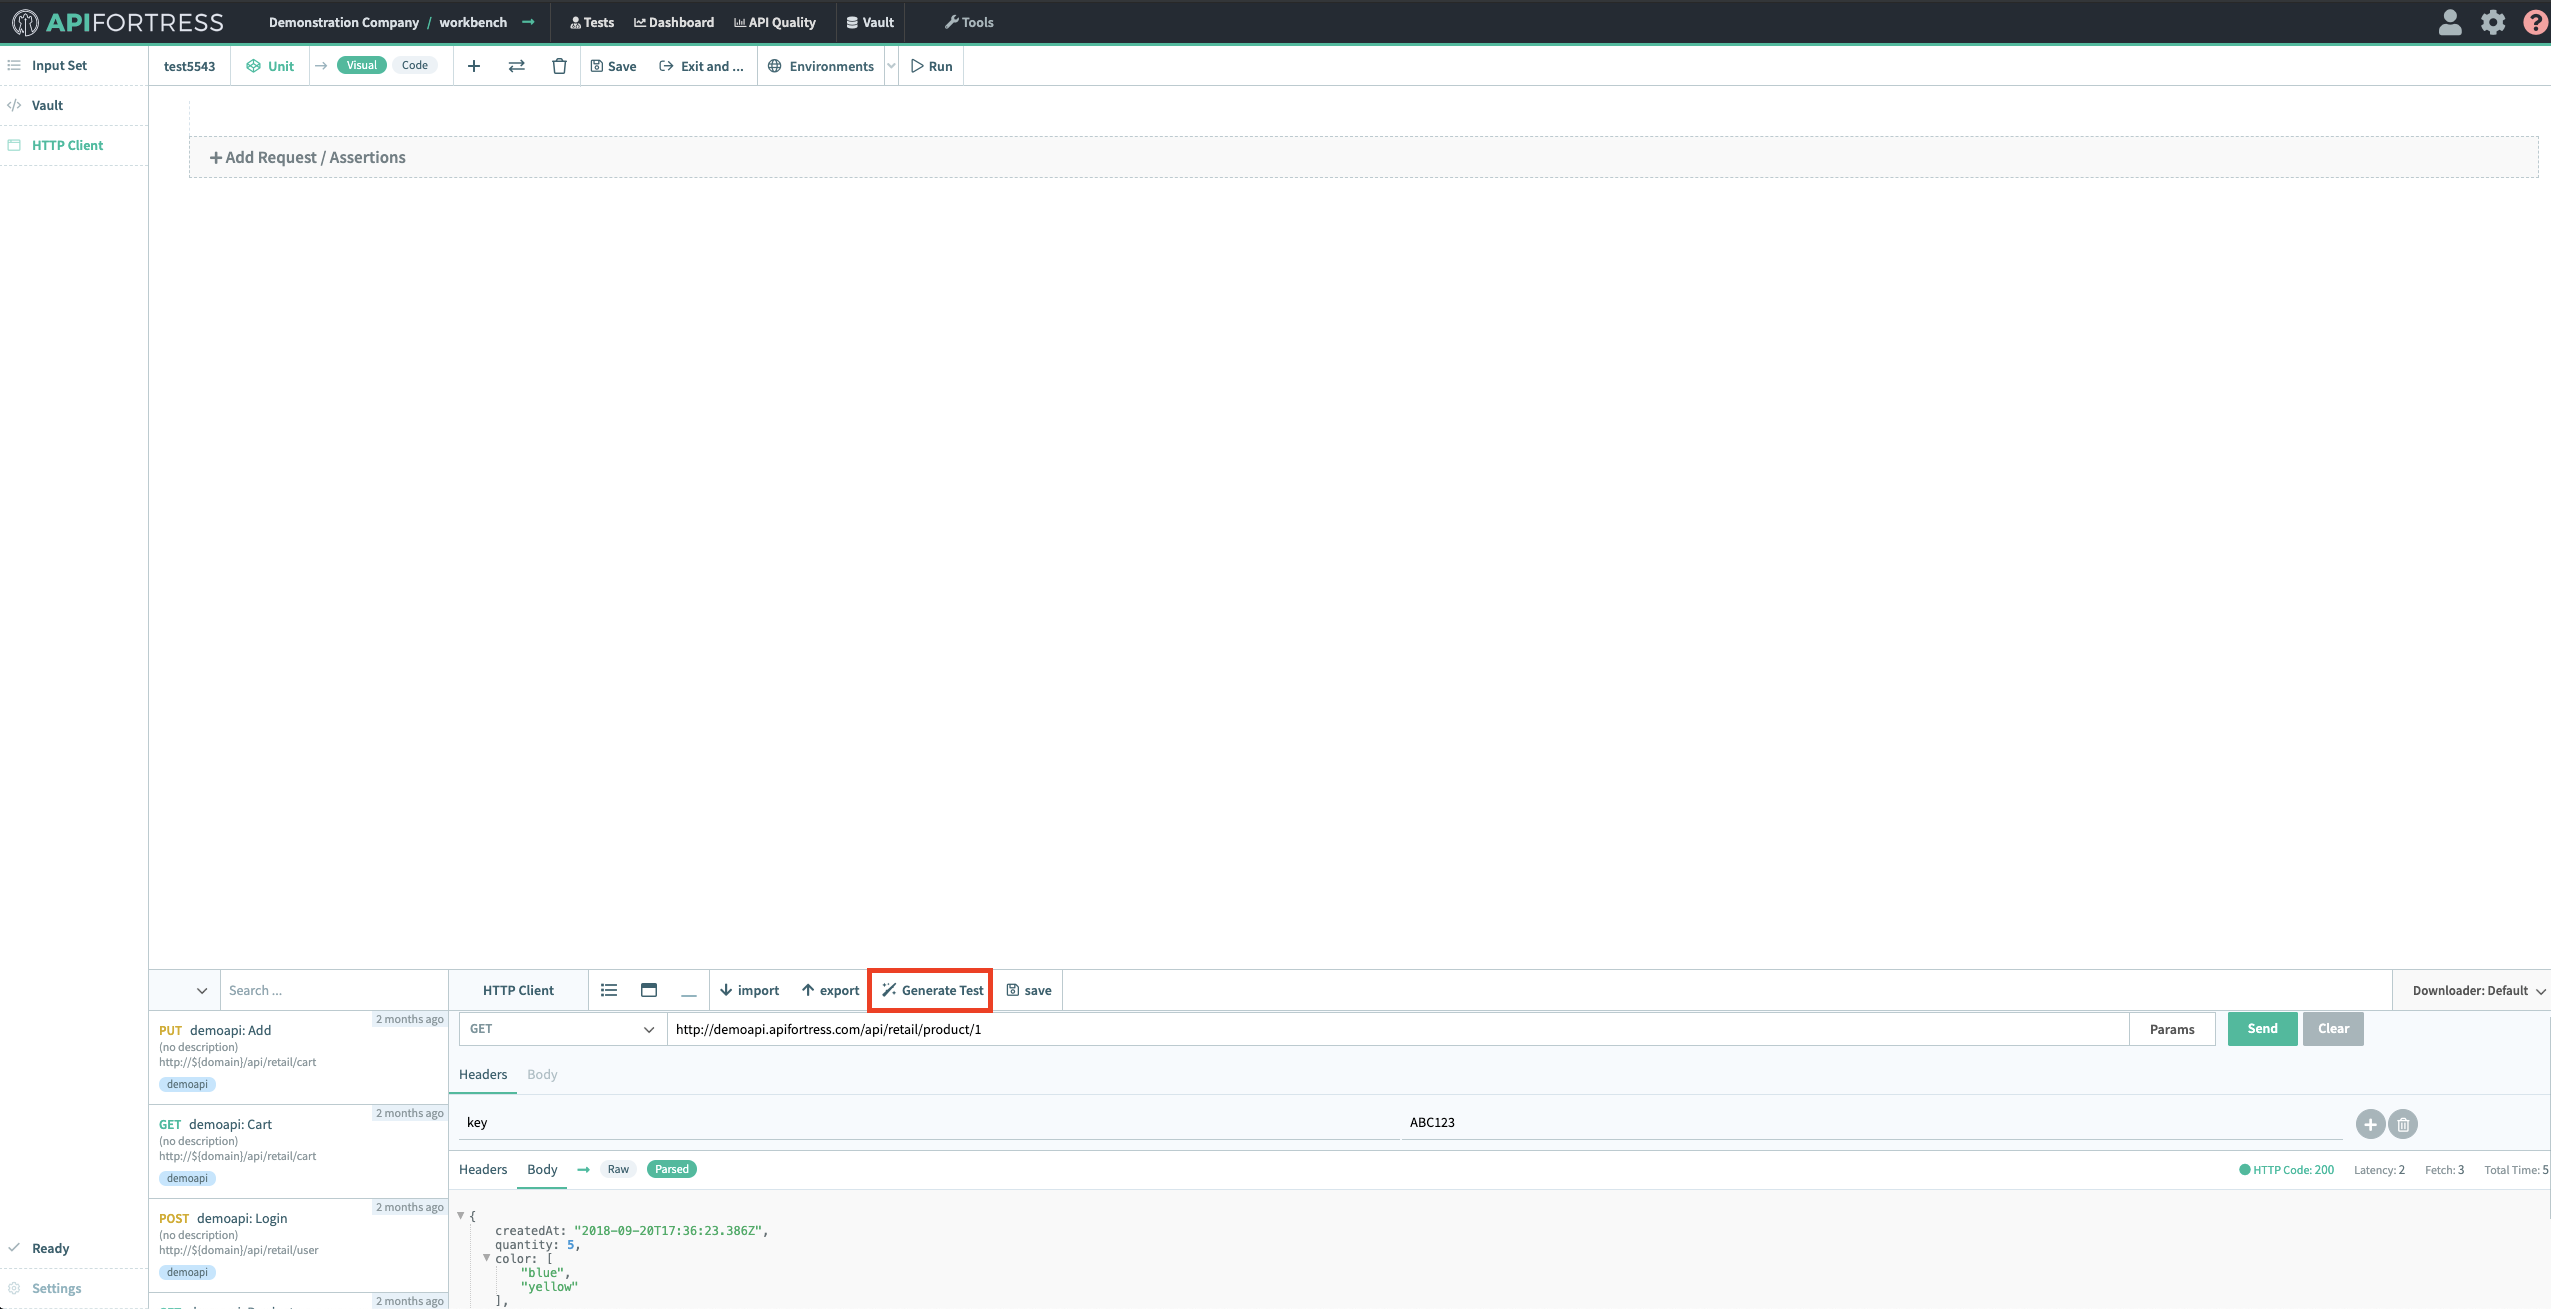 APIFORTRESS
Demonstration Company / workbench
Tests
Dashboard
API Quality
Vault
Tools
?
Input Set
Vault
HTTP Client
test5543
Unit
Visual
Code
Save
Exit and ...
Environments
Run
+ Add Request / Assertions
Search ...
HTTP Client
import
export
Generate Test
save
Downloader: Default
2 months ago
PUT demoapi: Add
(no description)
http://${domain}/api/retail/cart
demoapi
2 months ago
GET demoapi: Cart
(no description)
http://${domain}/api/retail/cart
demoapi
2 months ago
POST demoapi: Login
(no description)
http://${domain}/api/retail/user
demoapi
2 months ago
GET
http://demoapi.apifortress.com/api/retail/product/1
Params
Send
Clear
Headers
Body
key
ABC123
Headers
Body
Raw
Parsed
HTTP Code: 200
Latency: 2
Fetch: 3
Total Time: 5
{
createdAt: "2018-09-20T17:36:23.386Z",
quantity: 5,
color: [
"blue",
"yellow"
],
Ready
Settings